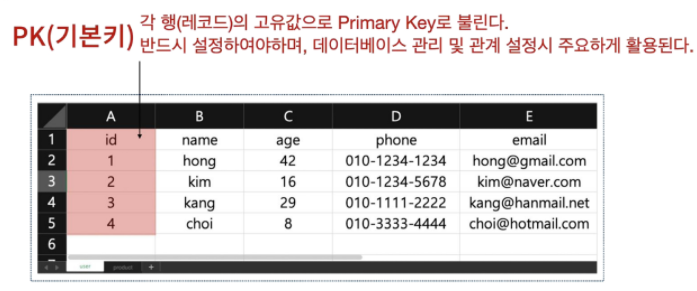 PK(기본키)
각 행(레코드)의 고유값으로 Primary Key로 불린다.
반드시 설정하여야하며, 데이터베이스 관리 및 관계 설정시 주요하게 활용된다.
A B C D E
1 id name age phone email
2 1 hong 42 010-1234-1234 hong@gmail.com
3 2 kim 16 010-1234-5678 kim@naver.com
4 3 kang 29 010-1111-2222 kang@hanmail.net
5 4 choi 8 010-3333-4444 choi@hotmail.com
6
user product +